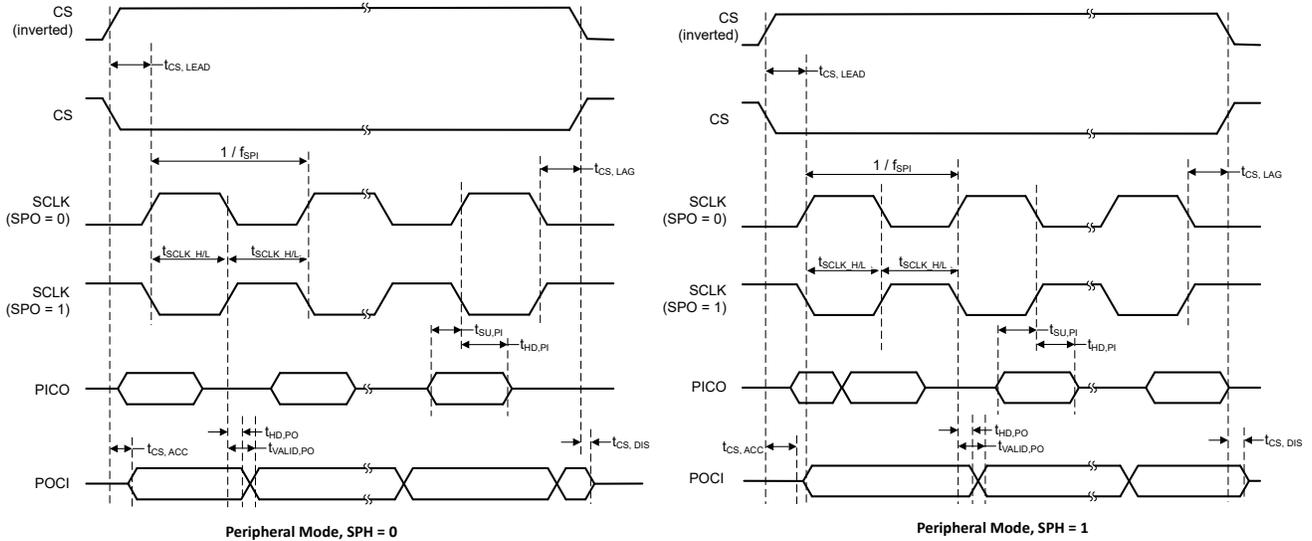 CS
(inverted)
tCS, LEAD
CS
1 / fSPI
tCS, LAG
SCLK
(SPO = 0)
tSCLK_H/L
tSCLK_H/L
SCLK
(SPO = 1)
tSU,PI
tHD,PI
PICO
tHD,PO
tVALID,PO
tCS, ACC
tCS, DIS
POCI
Peripheral Mode, SPH = 0
CS
(inverted)
tCS, LEAD
CS
1 / fSPI
tCS, LAG
SCLK
(SPO = 0)
tSCLK_H/L
tSCLK_H/L
SCLK
(SPO = 1)
tSU,PI
tHD,PI
PICO
tHD,PO
tVALID,PO
tCS, ACC
tCS, DIS
POCI
Peripheral Mode, SPH = 1